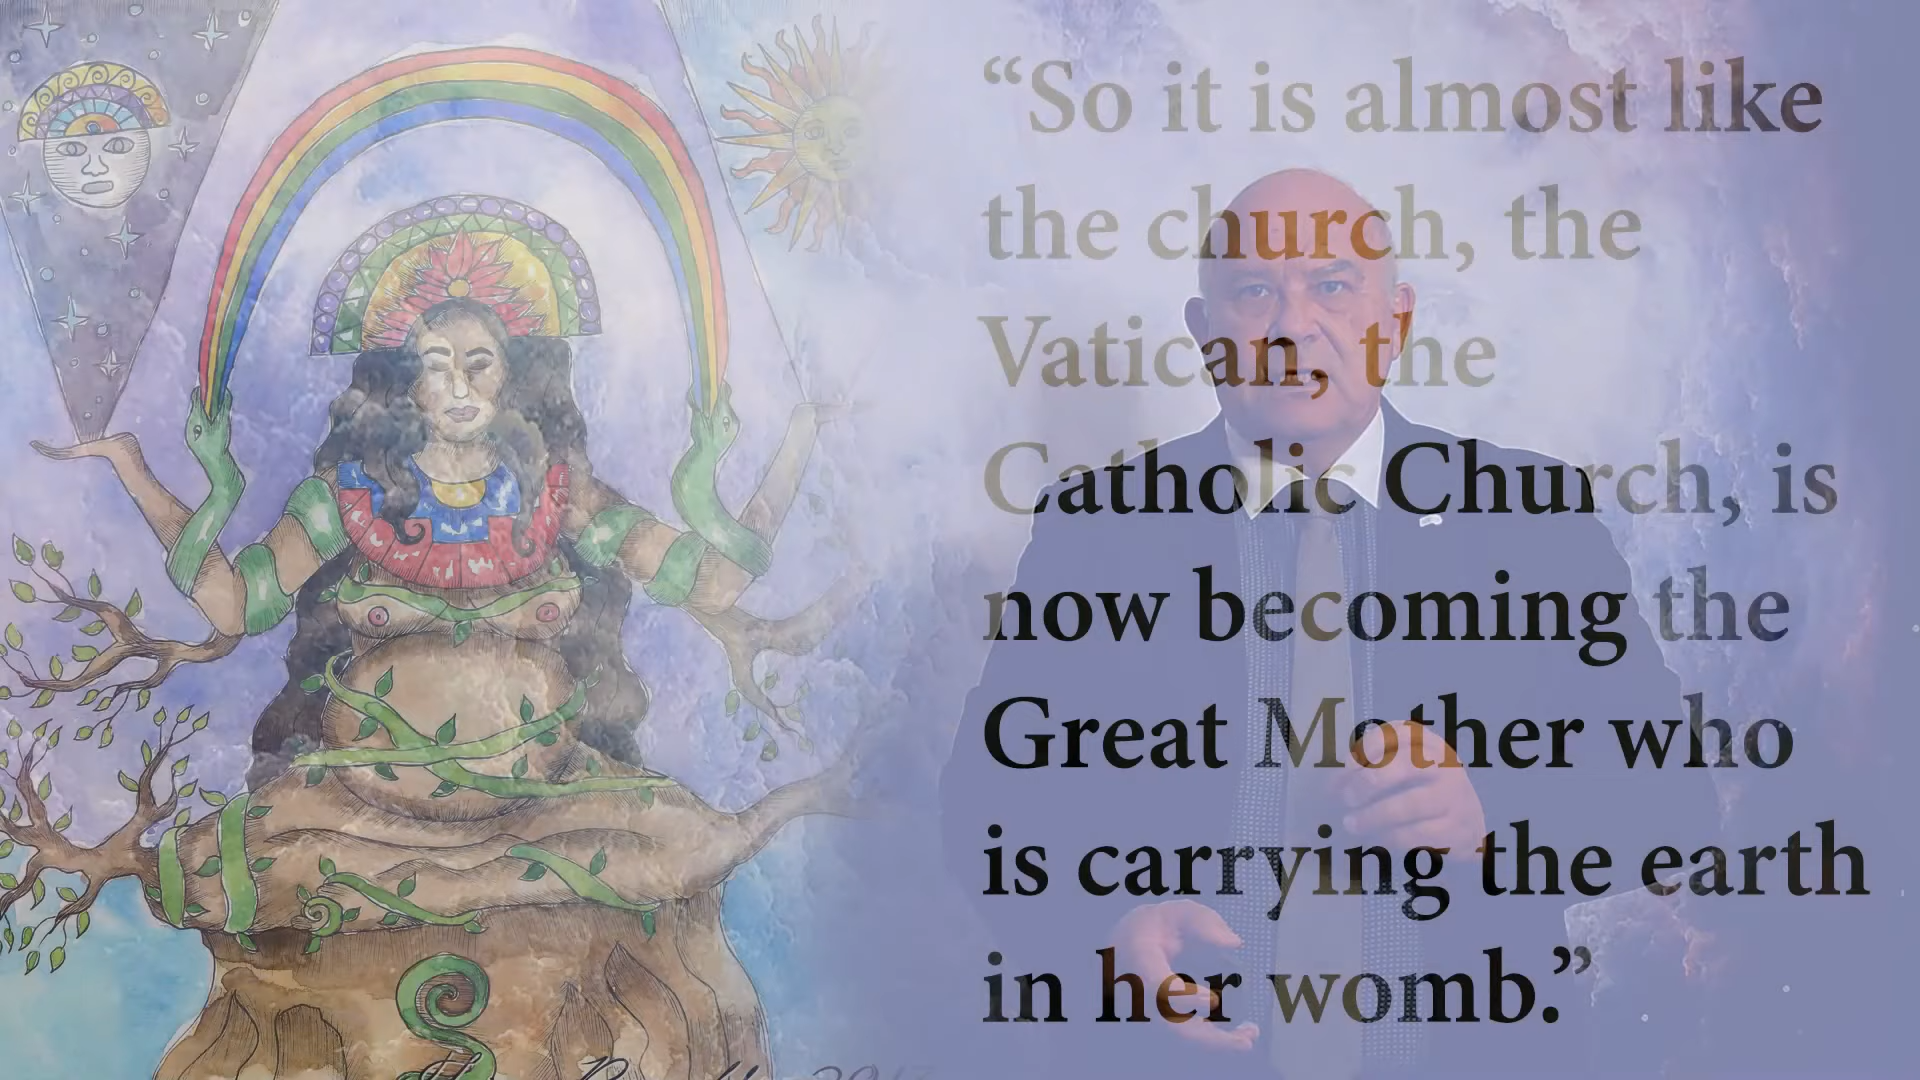 “So it is almost like
the church, the
Vatican, the
Catholic Church, is
now becoming the
Great Mother who
is carrying the earth
in her womb.”